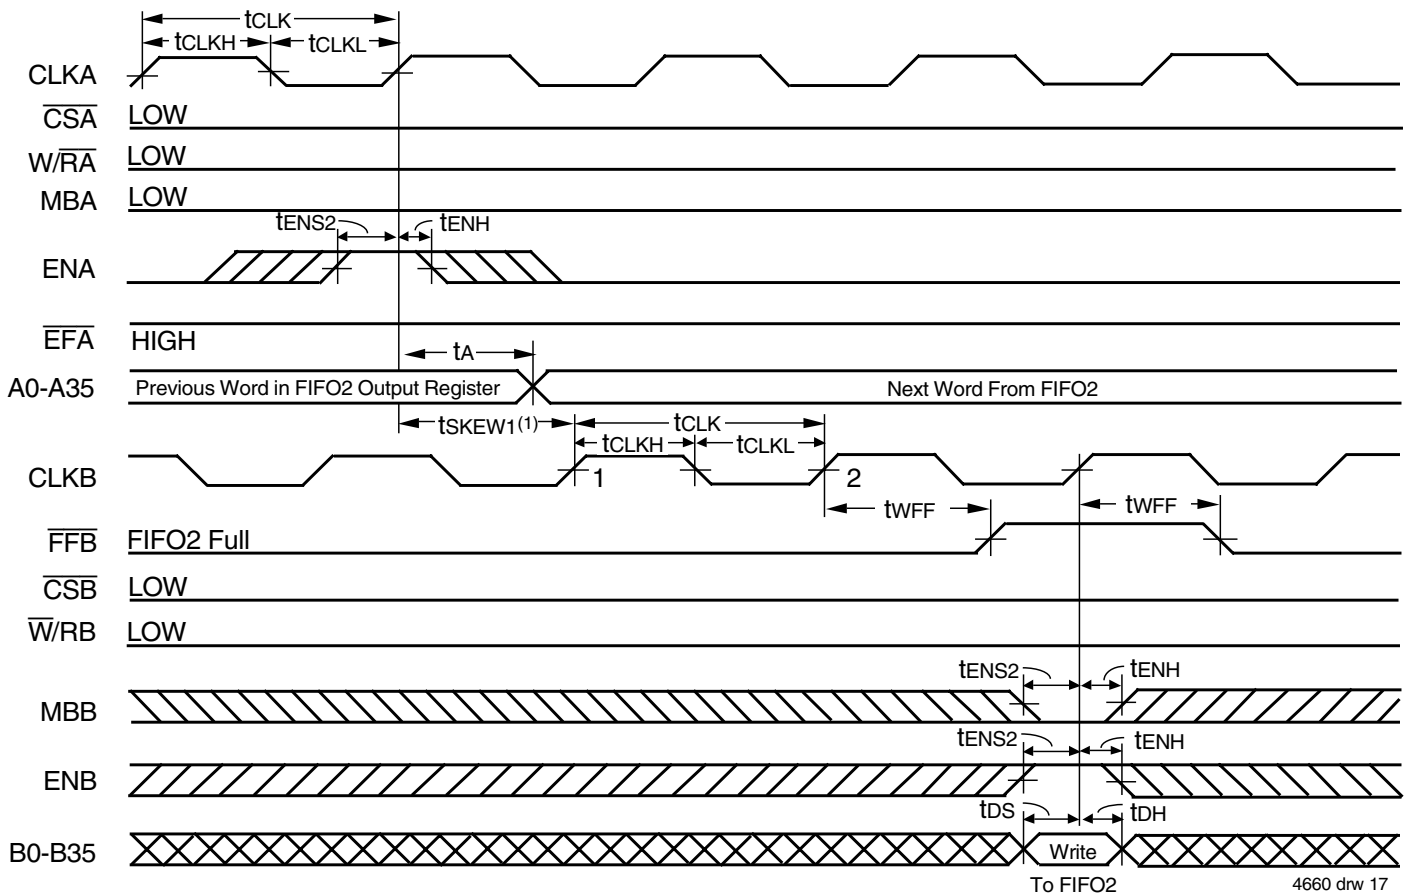 tCLK
tCLKH tCLKL
CLKA
CSA LOW
W/RA LOW
MBA LOW
tENS2 tENH
ENA
EFA HIGH
tA
A0-A35 Previous Word in FIFO2 Output Register Next Word From FIFO2
tSKEW1(1) tCLK
tCLKH tCLKL
CLKB 1 2
tWFF tWFF
FFB FIFO2 Full
CSB LOW
W/RB LOW
tENS2 tENH
MBB
tENS2 tENH
ENB
tDS tDH
B0-B35 Write
To FIFO2 4660 drw 17